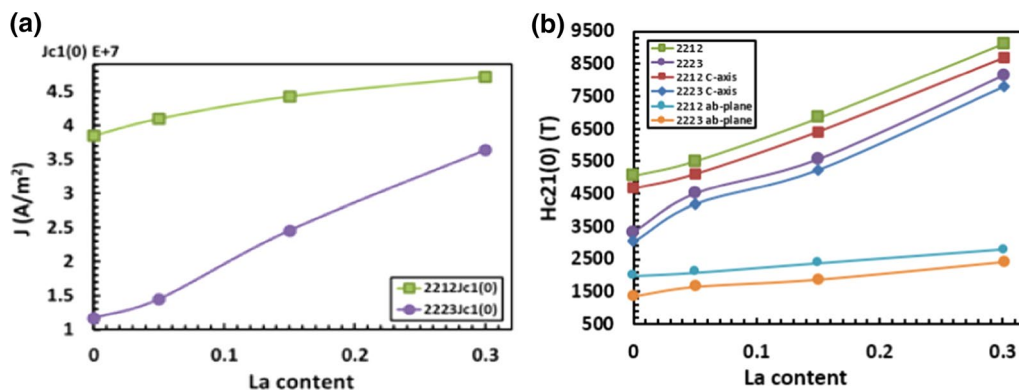 (a)
Jc1(0) E+7
4.5
4
3.5
3
2.5
2
1.5
1
J (A/m²)
0 0.1 0.2 0.3
La content
2212Jc1(0)
2223Jc1(0)
(b)
9500
8500
7500
6500
5500
4500
3500
2500
1500
500
Hc21(0) (T)
2212
2223
2212 C-axis
2223 C-axis
2212 ab-plane
2223 ab-plane
0 0.1 0.2 0.3
La content